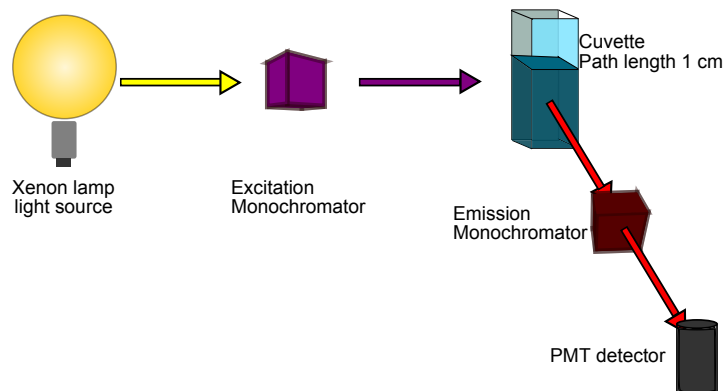 Xenon lamp
light source
Excitation
Monochromator
Cuvette
Path length 1 cm
Emission
Monochromator
PMT detector